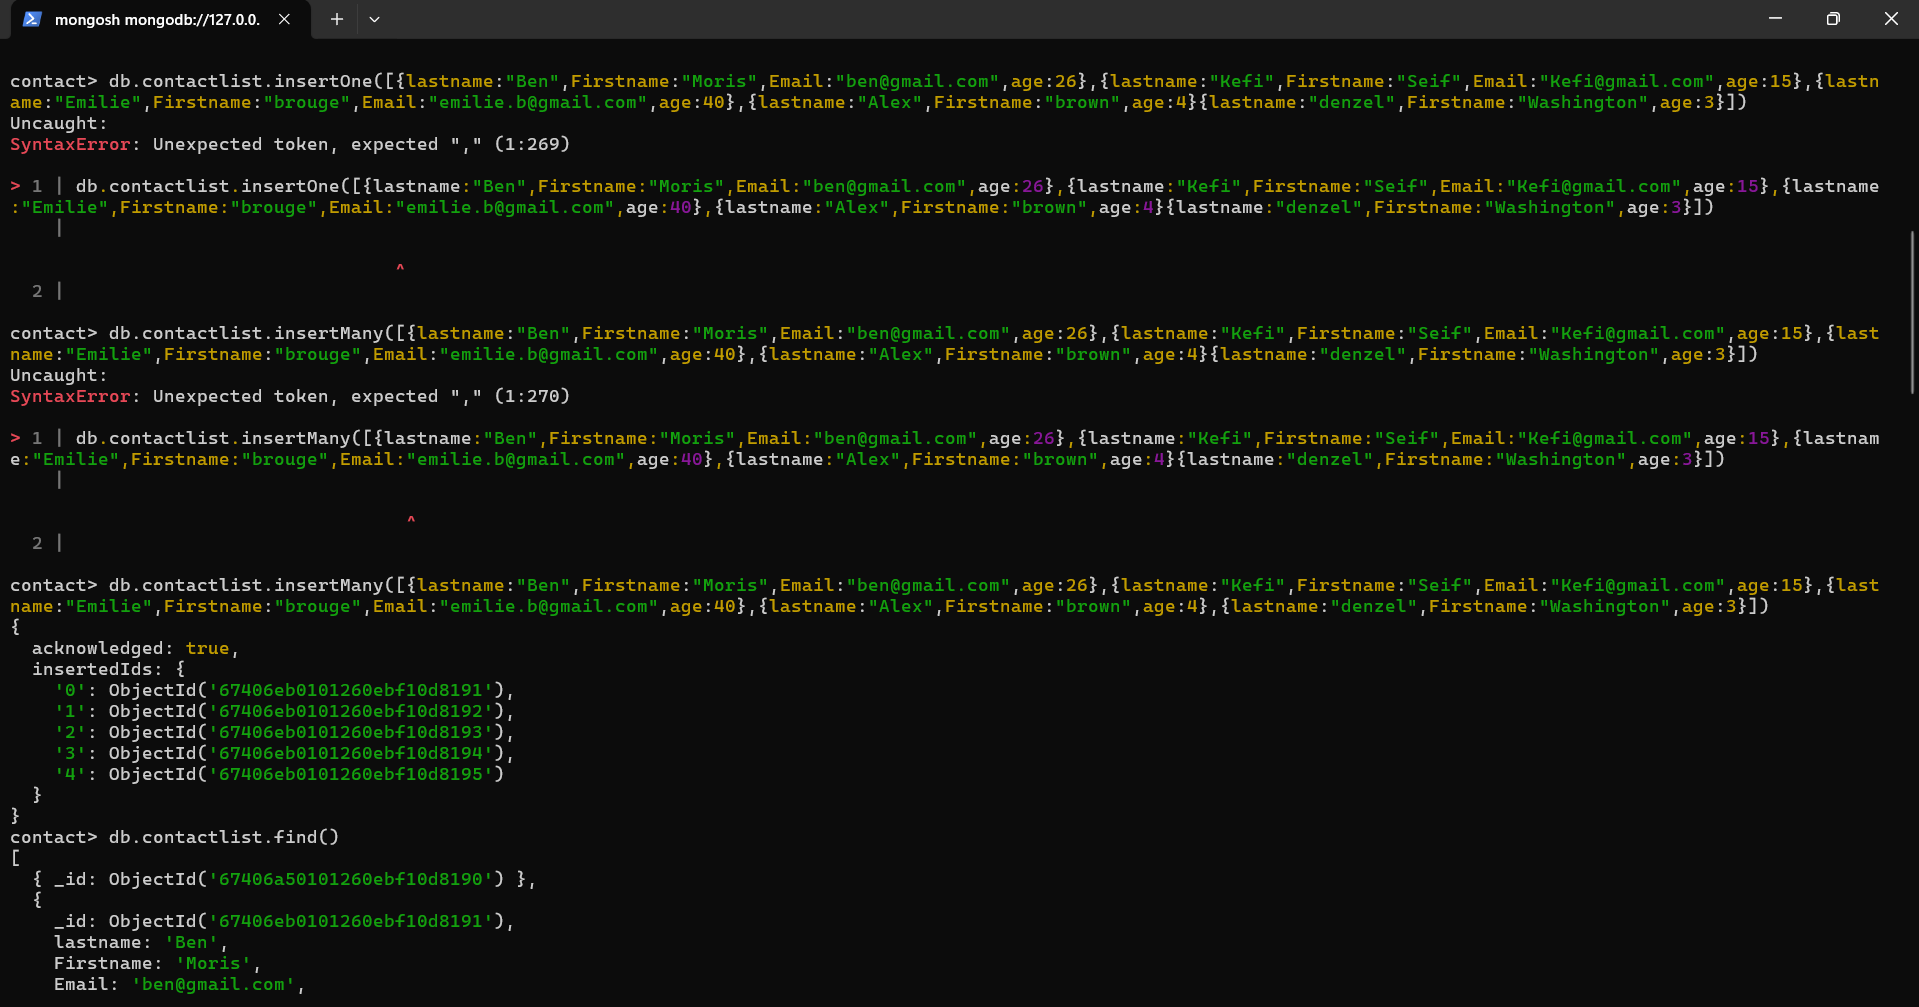 mongosh mongodb://127.0.0.
contact> db.contactlist.insertOne([{lastname:"Ben",Firstname:"Moris",Email:"ben@gmail.com",age:26},{lastname:"Kefi",Firstname:"Seif",Email:"Kefi@gmail.com",age:15},{lastn
ame:"Emilie",Firstname:"brouge",Email:"emilie.b@gmail.com",age:40},{lastname:"Alex",Firstname:"brown",age:4}{lastname:"denzel",Firstname:"Washington",age:3}])
Uncaught:
SyntaxError: Unexpected token, expected "," (1:269)
> 1 | db.contactlist.insertOne([{lastname:"Ben",Firstname:"Moris",Email:"ben@gmail.com",age:26},{lastname:"Kefi",Firstname:"Seif",Email:"Kefi@gmail.com",age:15},{lastname
:"Emilie",Firstname:"brouge",Email:"emilie.b@gmail.com",age:40},{lastname:"Alex",Firstname:"brown",age:4}{lastname:"denzel",Firstname:"Washington",age:3}])
|
^
2 |
contact> db.contactlist.insertMany([{lastname:"Ben",Firstname:"Moris",Email:"ben@gmail.com",age:26},{lastname:"Kefi",Firstname:"Seif",Email:"Kefi@gmail.com",age:15},{last
name:"Emilie",Firstname:"brouge",Email:"emilie.b@gmail.com",age:40},{lastname:"Alex",Firstname:"brown",age:4}{lastname:"denzel",Firstname:"Washington",age:3}])
Uncaught:
SyntaxError: Unexpected token, expected "," (1:270)
> 1 | db.contactlist.insertMany([{lastname:"Ben",Firstname:"Moris",Email:"ben@gmail.com",age:26},{lastname:"Kefi",Firstname:"Seif",Email:"Kefi@gmail.com",age:15},{lastnam
e:"Emilie",Firstname:"brouge",Email:"emilie.b@gmail.com",age:40},{lastname:"Alex",Firstname:"brown",age:4}{lastname:"denzel",Firstname:"Washington",age:3}])
|
^
2 |
contact> db.contactlist.insertMany([{lastname:"Ben",Firstname:"Moris",Email:"ben@gmail.com",age:26},{lastname:"Kefi",Firstname:"Seif",Email:"Kefi@gmail.com",age:15},{last
name:"Emilie",Firstname:"brouge",Email:"emilie.b@gmail.com",age:40},{lastname:"Alex",Firstname:"brown",age:4},{lastname:"denzel",Firstname:"Washington",age:3}])
{
acknowledged: true,
insertedIds: {
'0': ObjectId('67406eb0101260ebf10d8191'),
'1': ObjectId('67406eb0101260ebf10d8192'),
'2': ObjectId('67406eb0101260ebf10d8193'),
'3': ObjectId('67406eb0101260ebf10d8194'),
'4': ObjectId('67406eb0101260ebf10d8195')
}
}
contact> db.contactlist.find()
[
{ _id: ObjectId('67406a50101260ebf10d8190') },
{
_id: ObjectId('67406eb0101260ebf10d8191'),
lastname: 'Ben',
Firstname: 'Moris',
Email: 'ben@gmail.com',